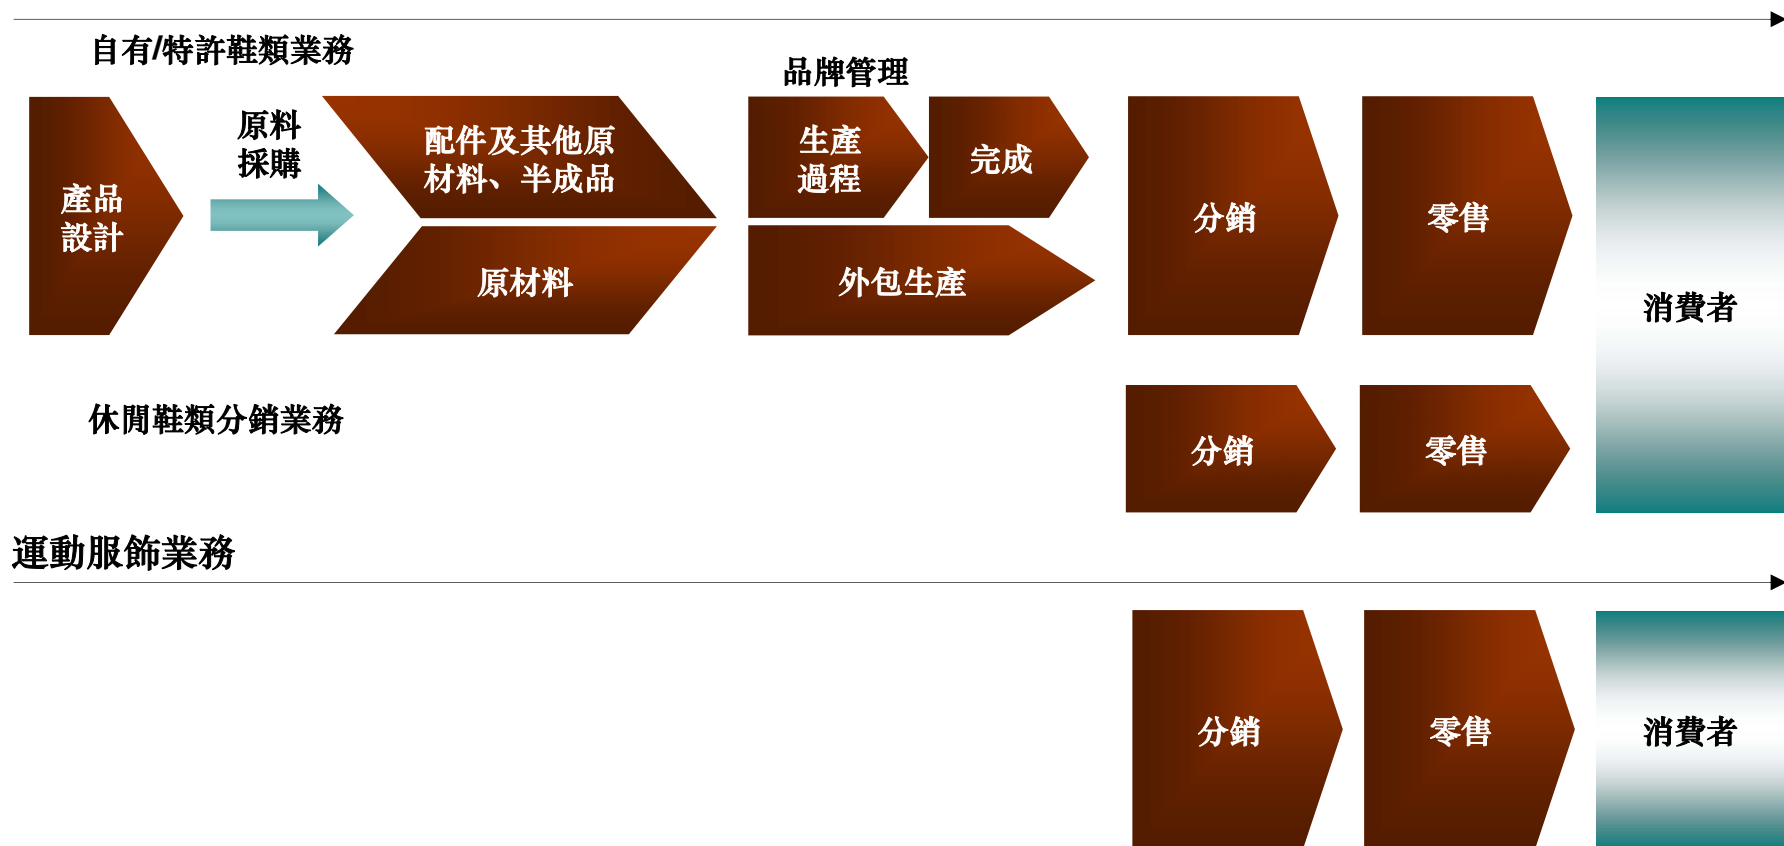 自有/特許鞋類業務
品牌管理
產品
設計
原料
採購
配件及其他原
材料、半成品
原材料
生產
過程
完成
外包生產
分銷
零售
消費者
休閒鞋類分銷業務
分銷
零售
運動服飾業務
分銷
零售
消費者